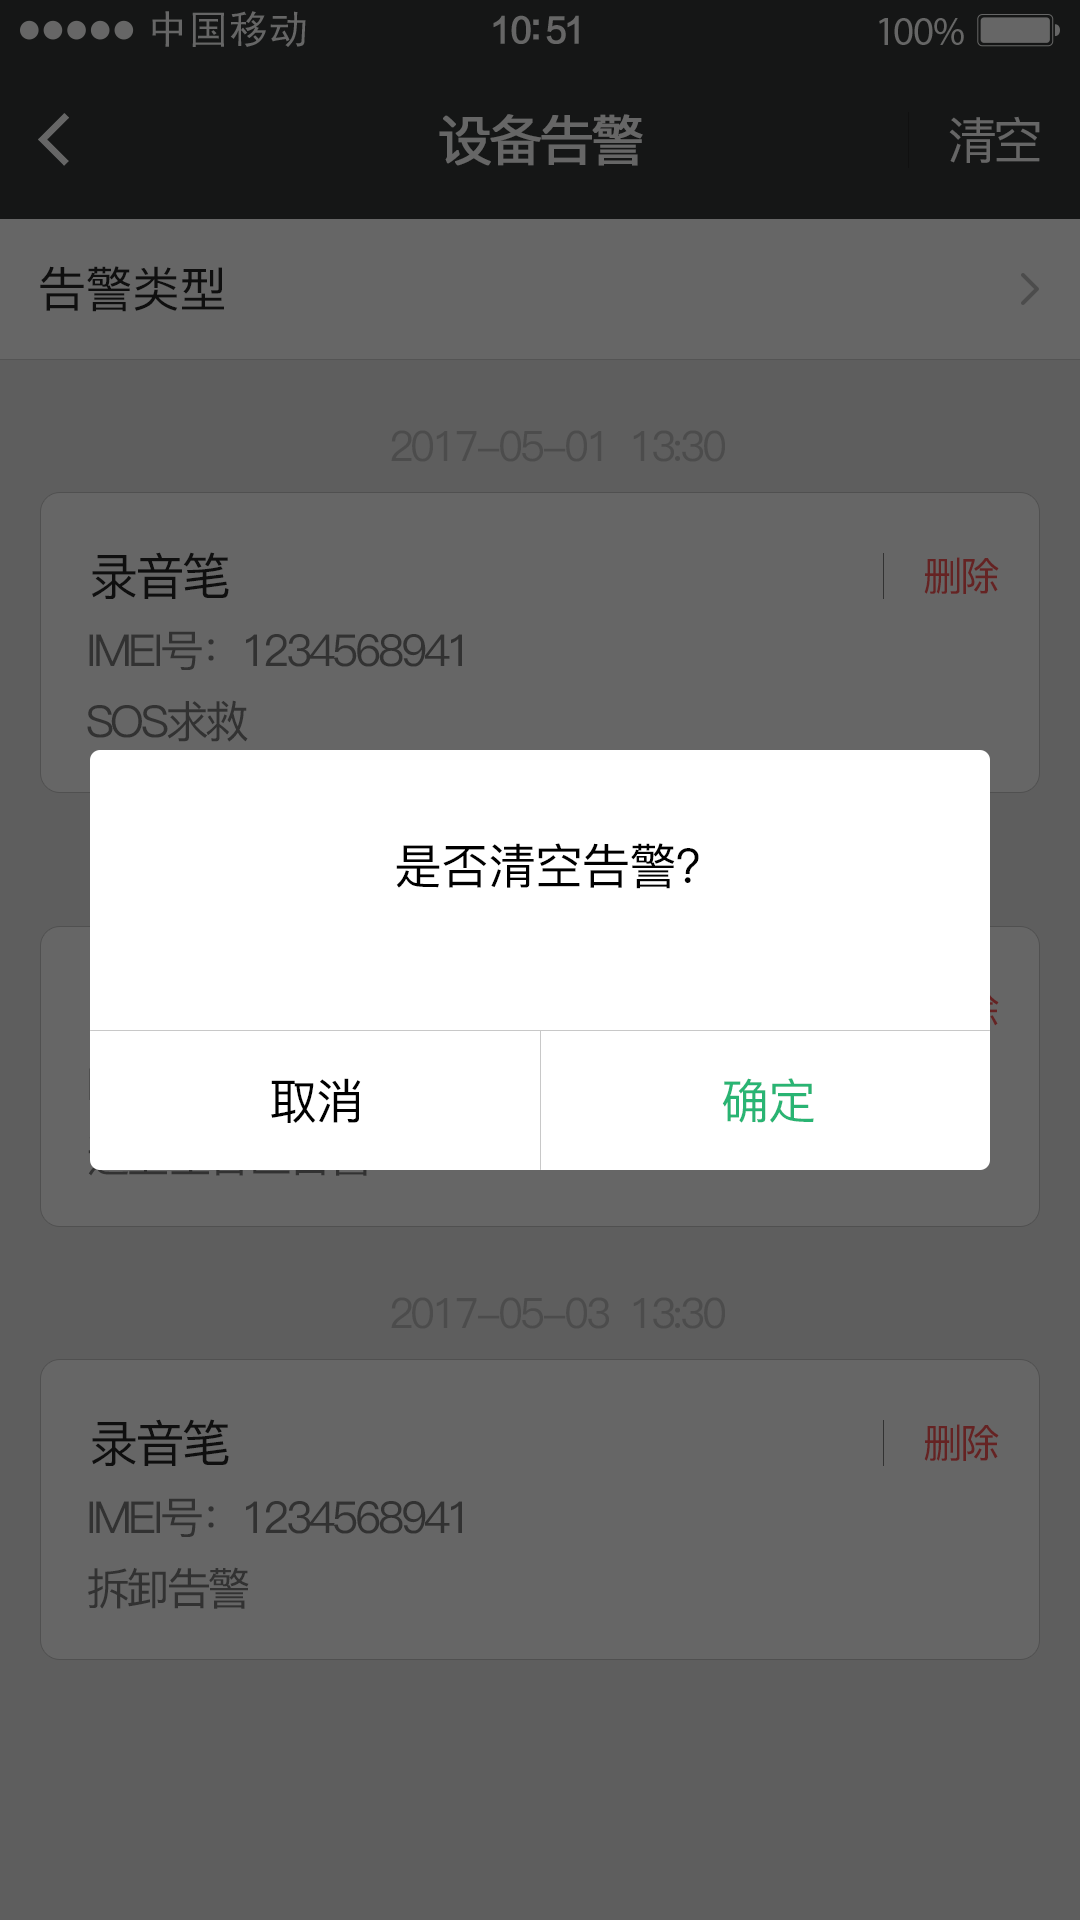 中国移动 10:51 100%
设备告警 清空
告警类型
2017-05-01 13:30
录音笔 删除
IMEI号：1234568941
SOS求救
是否清空告警?
取消 确定
2017-05-03 13:30
录音笔 删除
IMEI号：1234568941
拆卸告警